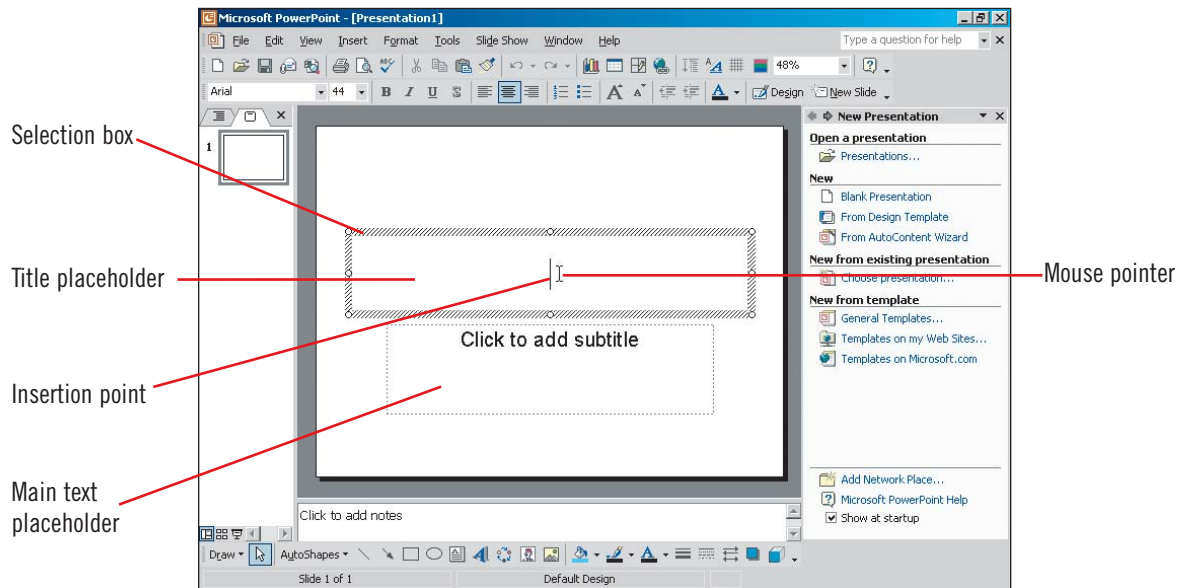 Microsoft PowerPoint - [Presentation1]
File Edit View Insert Format Tools Slide Show Window Help Type a question for help
48%
Arial 44 B I U S A A A Design New Slide
New Presentation
Open a presentation
Presentations...
New
Blank Presentation
From Design Template
From AutoContent Wizard
New from existing presentation
Choose presentation...
New from template
General Templates...
Templates on my Web Sites...
Templates on Microsoft.com
Add Network Place...
Microsoft PowerPoint Help
Show at startup
1
Selection box
Title placeholder
Mouse pointer
Click to add subtitle
Insertion point
Main text
placeholder
Click to add notes
Draw AutoShapes
Slide 1 of 1 Default Design